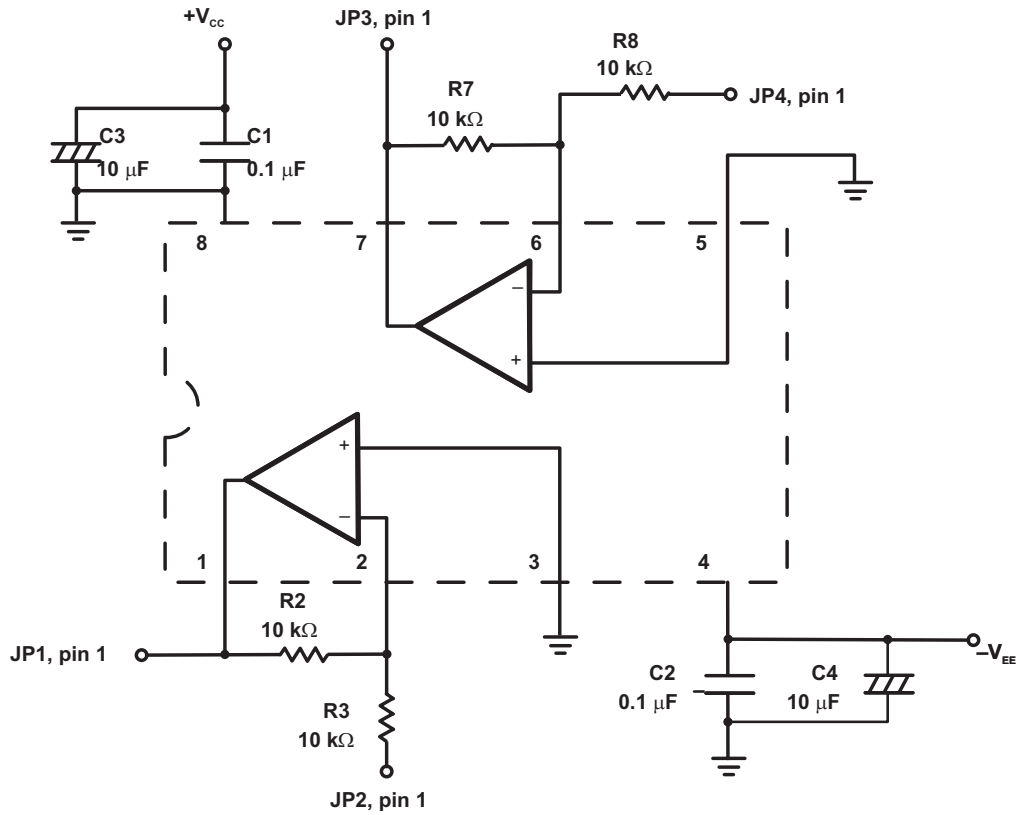 +VCC
JP3, pin 1
R8
10 kΩ
JP4, pin 1
R7
10 kΩ
C3
10 µF
C1
0.1 µF
8
7
6
5
–
+
+
–
1
2
3
4
R2
10 kΩ
JP1, pin 1
R3
10 kΩ
JP2, pin 1
C2
0.1 µF
C4
10 µF
–VEE